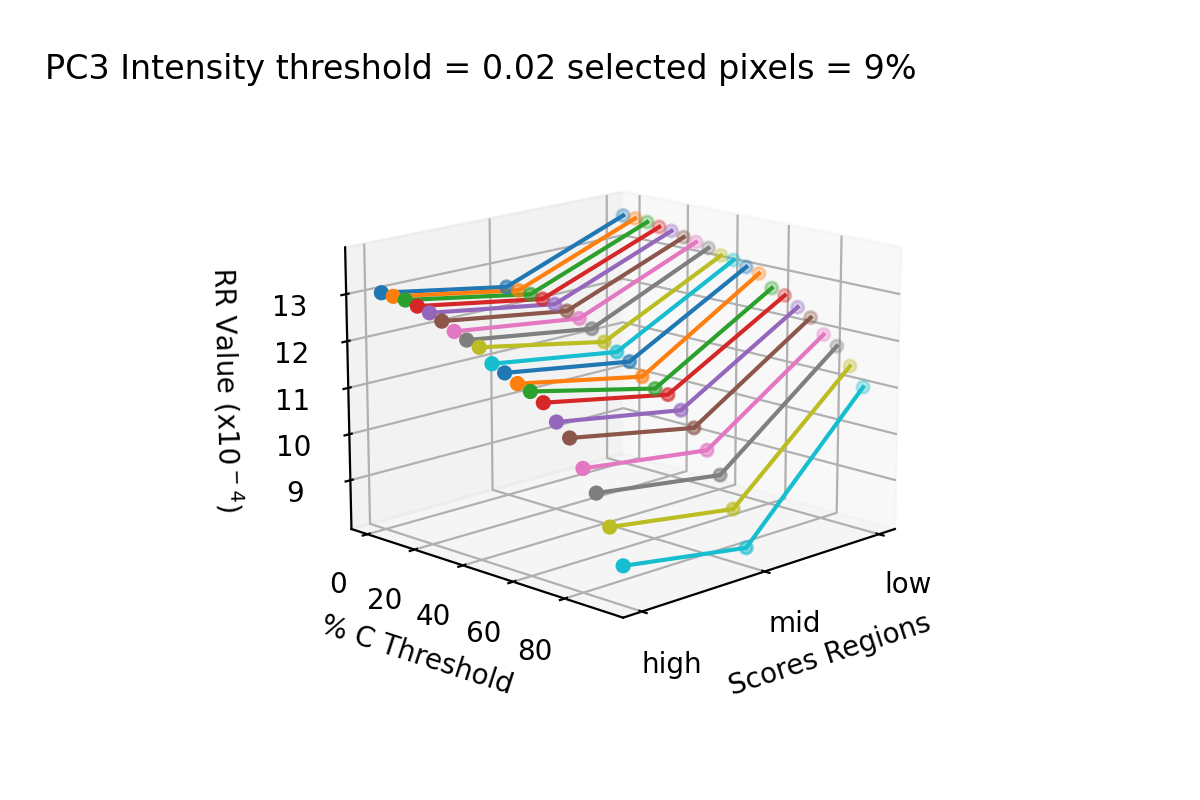 PC3 Intensity threshold = 0.02 selected pixels = 9%
RR Value (x10⁻⁴)
13
12
11
10
9
0
20
40
60
80
% C Threshold
high
mid
low
Scores Regions